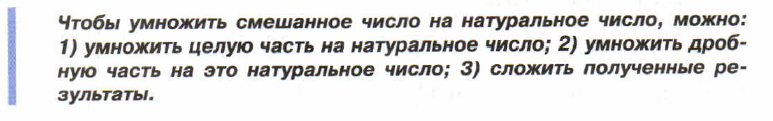 Чтобы умножить смешанное число на натуральное число, можно:
1) умножить целую часть на натуральное число; 2) умножить дроб-
ную часть на это натуральное число; 3) сложить полученные ре-
зультаты.